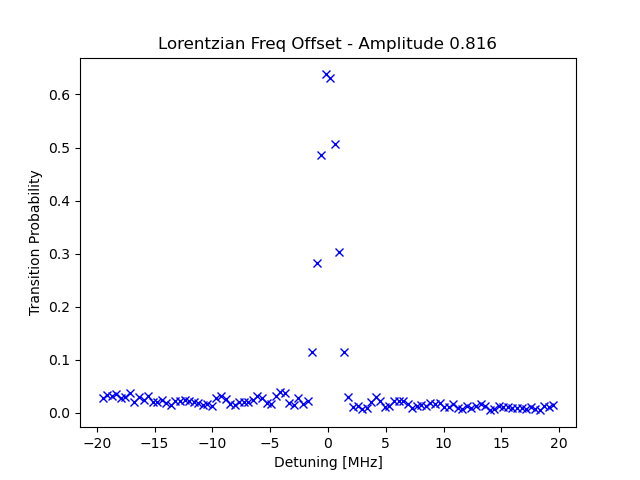 Lorentzian Freq Offset - Amplitude 0.816
Transition Probability
0.6
0.5
0.4
0.3
0.2
0.1
0.0
−20 −15 −10 −5 0 5 10 15 20
Detuning [MHz]